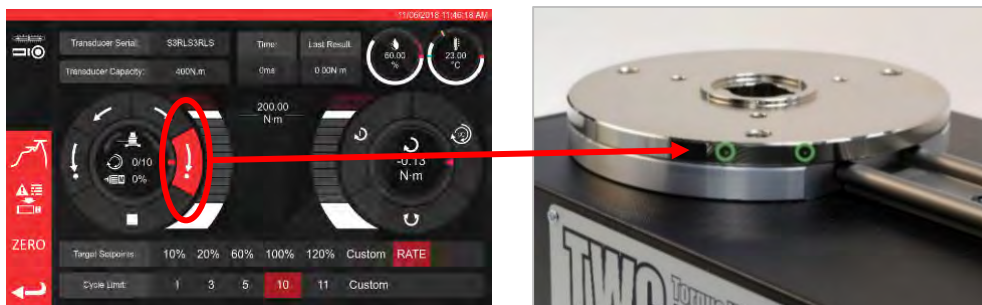 11/06/2018 11:46:18 AM
Transducer Serial: S3RLS3RLS
Time: Last Result
60.00 %
23.00 °C
Transducer Capacity: 400N.m
0ms 0.00N m
200.00
N·m
0/10
0%
-0.13
N·m
ZERO
Target Setpoints 10% 20% 60% 100% 120% Custom RATE
Cycle Limit: 1 3 5 10 11 Custom
TWC